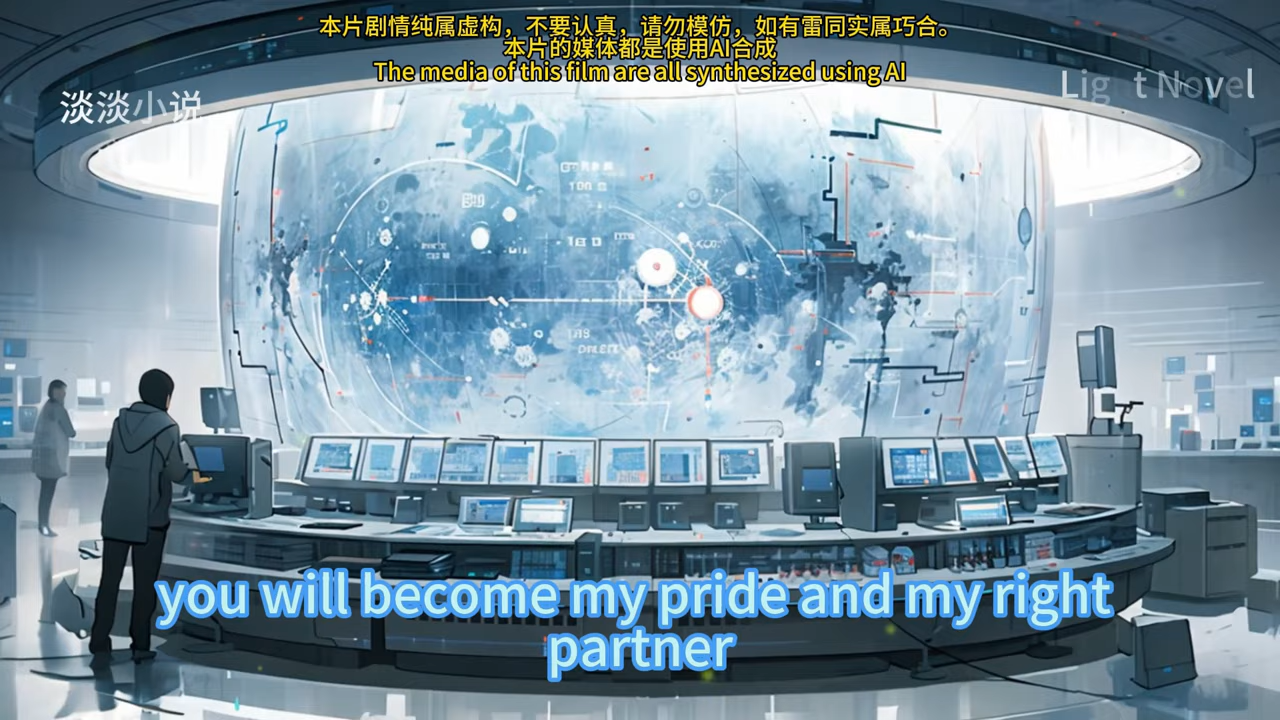 本片剧情纯属虚构，不要认真，请勿模仿，如有雷同实属巧合。
本片的媒体都是使用AI合成
The media of this film are all synthesized using AI
淡淡小说
Light Novel
you will become my pride and my right
partner